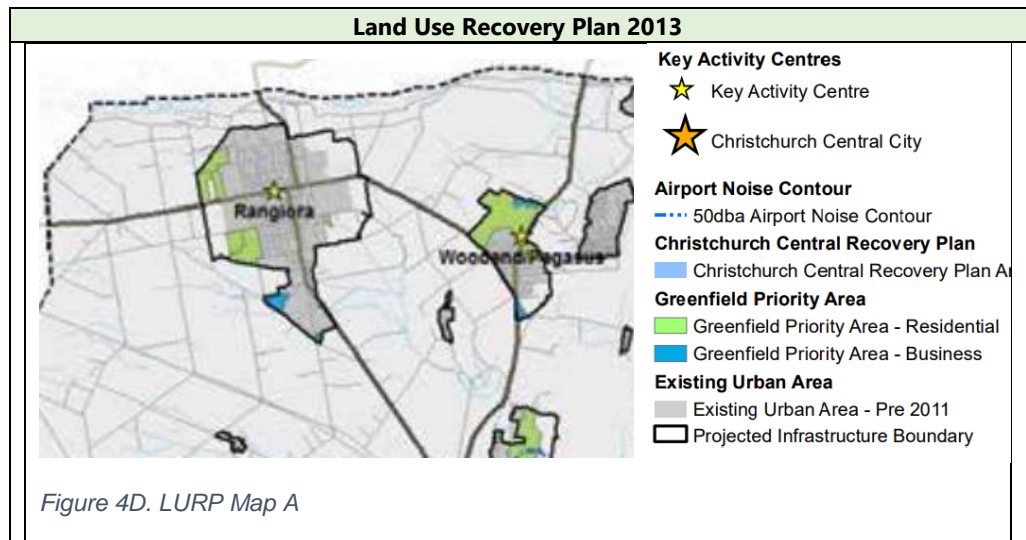 Land Use Recovery Plan 2013
Rangiora
Woodend/Pegasus
Key Activity Centres
Key Activity Centre
Christchurch Central City
Airport Noise Contour
50dba Airport Noise Contour
Christchurch Central Recovery Plan
Christchurch Central Recovery Plan Ar
Greenfield Priority Area
Greenfield Priority Area - Residential
Greenfield Priority Area - Business
Existing Urban Area
Existing Urban Area - Pre 2011
Projected Infrastructure Boundary
Figure 4D. LURP Map A